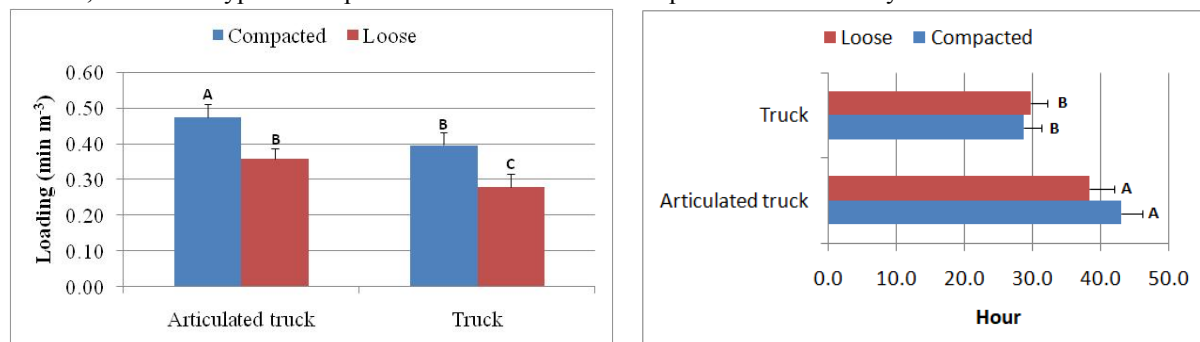 Compacted Loose
0.60
0.50
0.40
0.30
0.20
0.10
0.00
Loading (min m-3)
A
B
B
C
Articulated truck Truck
Loose Compacted
Truck
Articulated truck
B
B
A
A
0.0 10.0 20.0 30.0 40.0 50.0
Hour